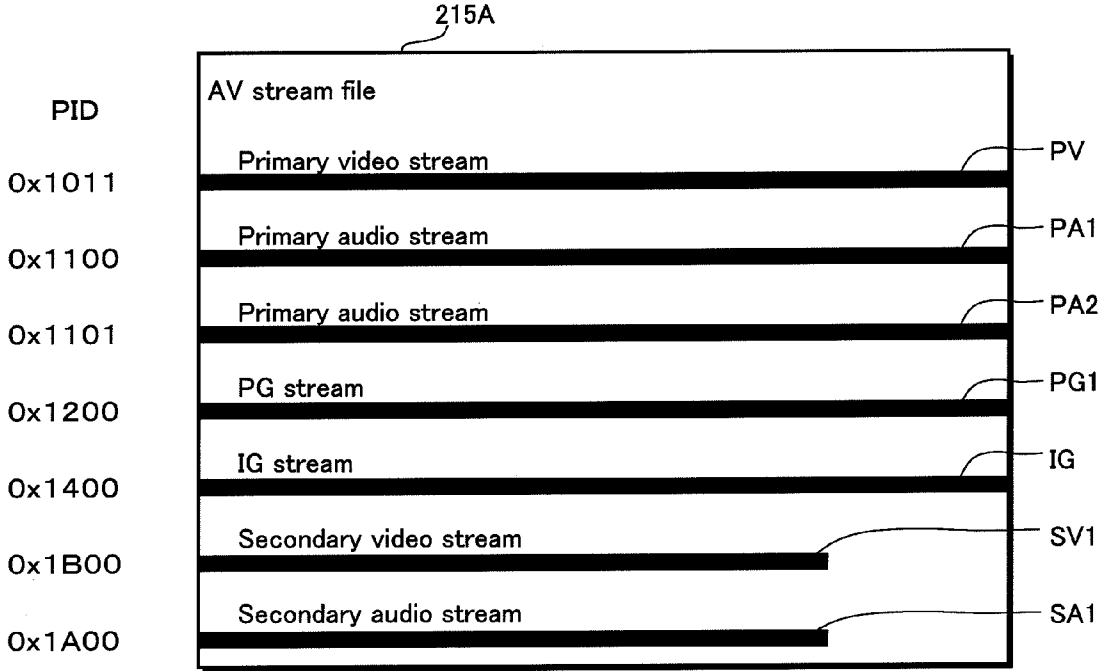 215A
AV stream file
PID
Primary video stream
PV
0x1011
Primary audio stream
PA1
0x1100
Primary audio stream
PA2
0x1101
PG stream
PG1
0x1200
IG stream
IG
0x1400
Secondary video stream
SV1
0x1B00
Secondary audio stream
SA1
0x1A00